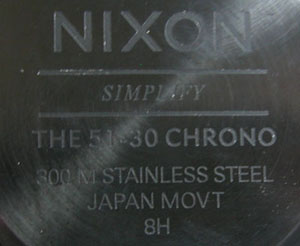 NIXON
SIMPLIFY
THE 51-30 CHRONO
300 M STAINLESS STEEL
JAPAN MOVT
8H